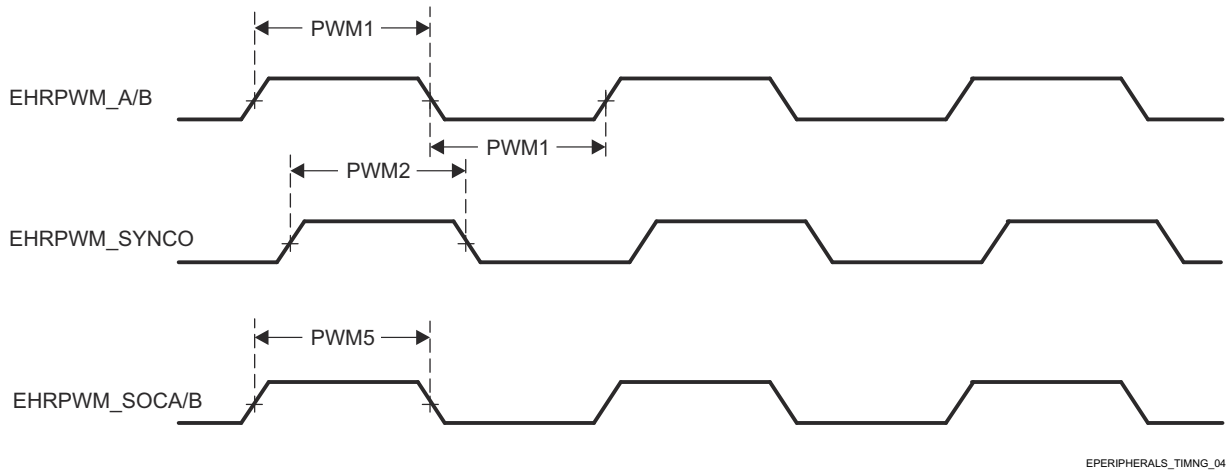 PWM1
EHRPWM_A/B
PWM1
PWM2
EHRPWM_SYNCO
PWM5
EHRPWM_SOCA/B
EPERIPHERALS_TIMNG_04